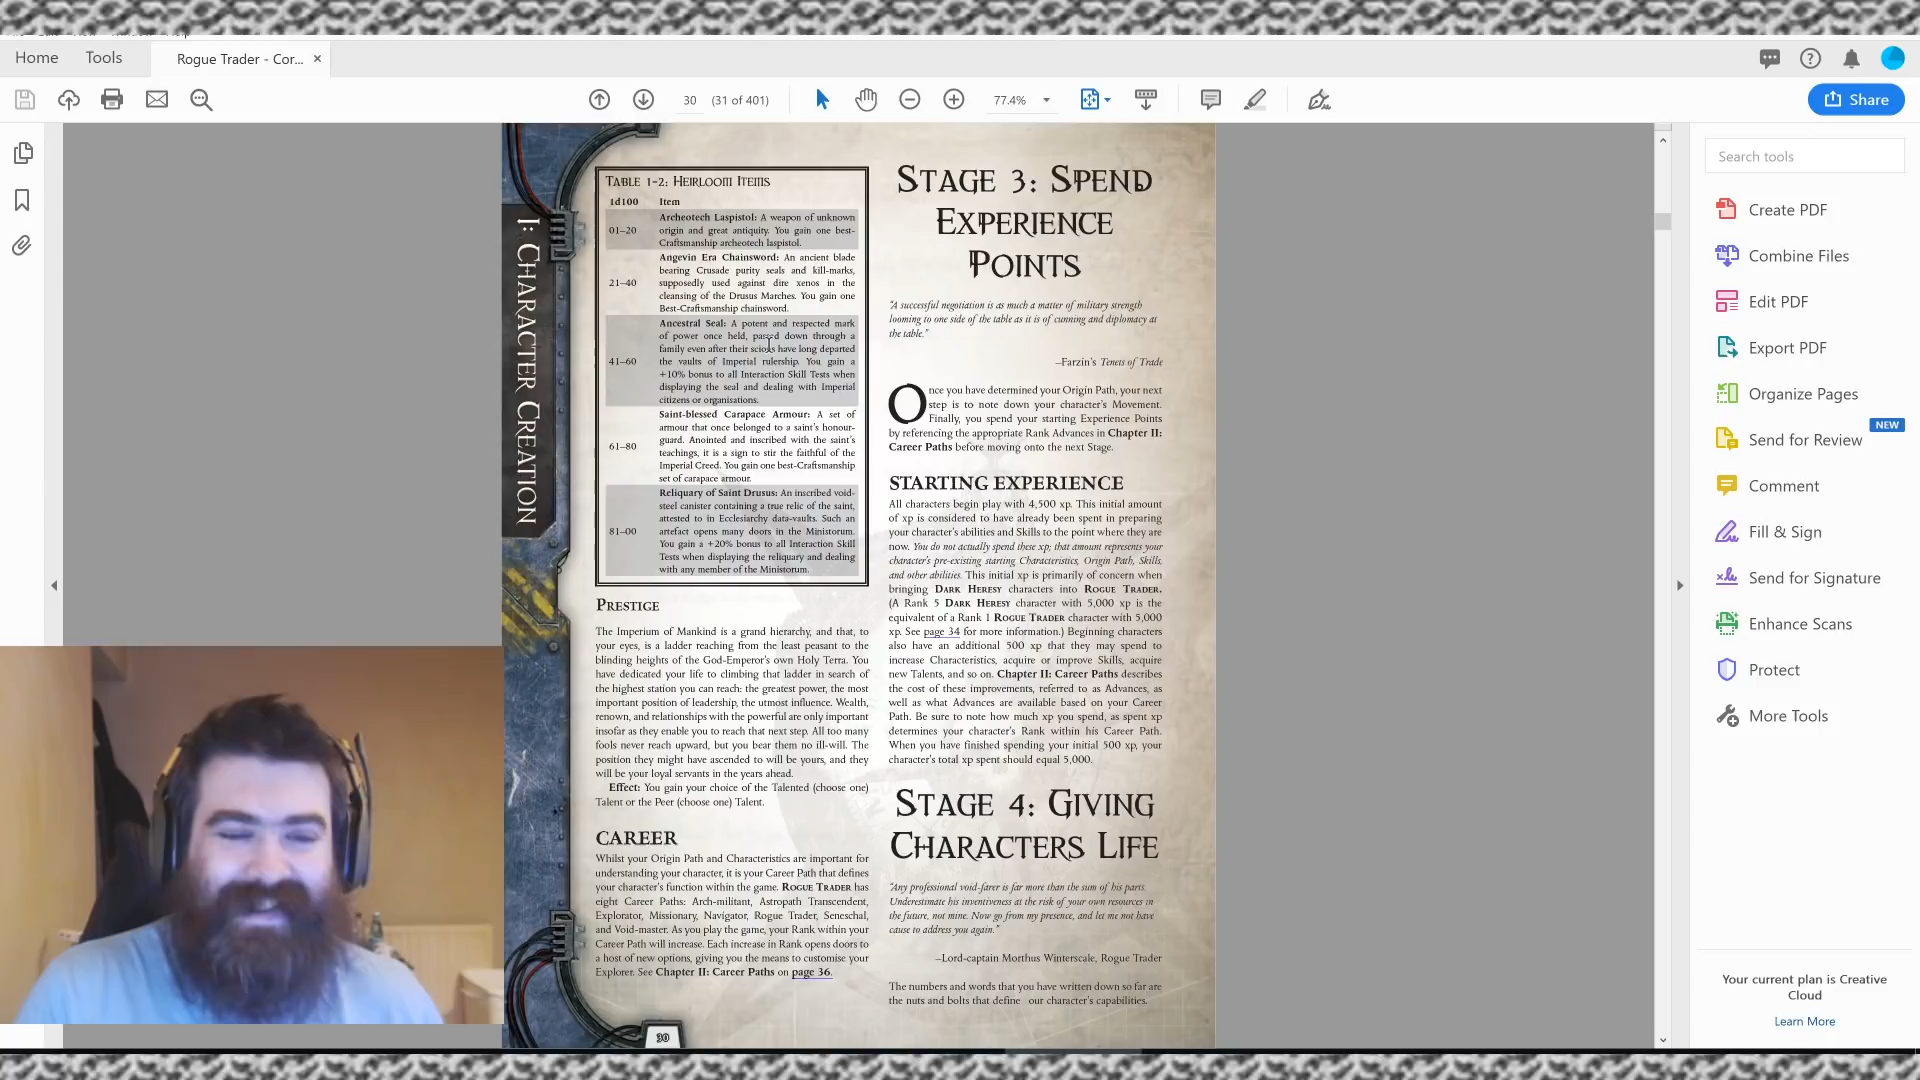 Home
Tools
Rogue Trader - Cor...
30
(31 of 401)
77.4%
Share
Search tools
Create PDF
Combine Files
Edit PDF
Export PDF
Organize Pages
NEW
Send for Review
Comment
Fill & Sign
Send for Signature
Enhance Scans
Protect
More Tools
Your current plan is Creative
Cloud
Learn More
I: Character Creation
Table 1-2: Heirloom Items
1d100 Item
01–20
Archeotech Laspistol: A weapon of unknown
origin and great antiquity. You gain one best-
Craftsmanship archeotech laspistol.
21–40
Angevin Era Chainsword: An ancient blade
bearing Crusade purity seals and kill-marks,
supposedly used against dire xenos in the
cleansing of the Drusus Marches. You gain one
Best-Craftsmanship chainsword.
41–60
Ancestral Seal: A potent and respected mark
of power once held, passed down through a
family even after their scions have long departed
the vaults of Imperial rulership. You gain a
+10% bonus to all Interaction Skill Tests when
displaying the seal and dealing with Imperial
citizens or organisations.
61–80
Saint-blessed Carapace Armour: A set of
armour that once belonged to a saint's honour-
guard. Anointed and inscribed with the saint's
teachings, it is a sign to stir the faithful of the
Imperial Creed. You gain one best-Craftsmanship
set of carapace armour.
81–00
Reliquary of Saint Drusus: An inscribed void-
steel canister containing a true relic of the saint,
attested to in Ecclesiarchy data-vaults. Such an
artefact opens many doors in the Ministorum.
You gain a +20% bonus to all Interaction Skill
Tests when displaying the reliquary and dealing
with any member of the Ministorum.
Prestige
The Imperium of Mankind is a grand hierarchy, and that, to
your eyes, is a ladder reaching from the least peasant to the
blinding heights of the God-Emperor's own Holy Terra. You
have dedicated your life to climbing that ladder in search of
the highest station you can reach: the greatest power, the most
important position of leadership, the utmost influence. Wealth,
renown, and relationships with the powerful are only important
insofar as they enable you to reach that next step. All too many
fools never reach upward, but you bear them no ill-will. The
position they might have ascended to will be yours, and they
will be your loyal servants in the years ahead.
Effect: You gain your choice of the Talented (choose one)
Talent or the Peer (choose one) Talent.
CAREER
Whilst your Origin Path and Characteristics are important for
understanding your character, it is your Career Path that defines
your character's function within the game. Rogue Trader has
eight Career Paths: Arch-militant, Astropath Transcendent,
Explorator, Missionary, Navigator, Rogue Trader, Seneschal,
and Void-master. As you play the game, your Rank within your
Career Path will increase. Each increase in Rank opens doors to
a host of new options, giving you the means to customise your
Explorer. See Chapter II: Career Paths on page 36.
Stage 3: Spend
Experience
Points
"A successful negotiation is as much a matter of military strength
looming to one side of the table as it is of cunning and diplomacy at
the table."
–Farzin's Tenets of Trade
Once you have determined your Origin Path, your next
step is to note down your character's Movement.
Finally, you spend your starting Experience Points
by referencing the appropriate Rank Advances in Chapter II:
Career Paths before moving onto the next Stage.
STARTING EXPERIENCE
All characters begin play with 4,500 xp. This initial amount
of xp is considered to have already been spent in preparing
your character's abilities and Skills to the point where they are
now. You do not actually spend these xp; that amount represents your
character's pre-existing starting Characteristics, Origin Path, Skills,
and other abilities. This initial xp is primarily of concern when
bringing Dark Heresy characters into Rogue Trader.
(A Rank 5 Dark Heresy character with 5,000 xp is the
equivalent of a Rank 1 Rogue Trader character with 5,000
xp. See page 34 for more information.) Beginning characters
also have an additional 500 xp that they may spend to
increase Characteristics, acquire or improve Skills, acquire
new Talents, and so on. Chapter II: Career Paths describes
the cost of these improvements, referred to as Advances, as
well as what Advances are available based on your Career
Path. Be sure to note how much xp you spend, as spent xp
determines your character's Rank within his Career Path.
When you have finished spending your initial 500 xp, your
character's total xp spent should equal 5,000.
Stage 4: Giving
Characters Life
"Any professional void-farer is far more than the sum of his parts.
Underestimate his inventiveness at the risk of your own resources in
the future, not mine. Now go from my presence, and let me not have
cause to address you again."
–Lord-captain Morthus Winterscale, Rogue Trader
The numbers and words that you have written down so far are
the nuts and bolts that define our character's capabilities.
30